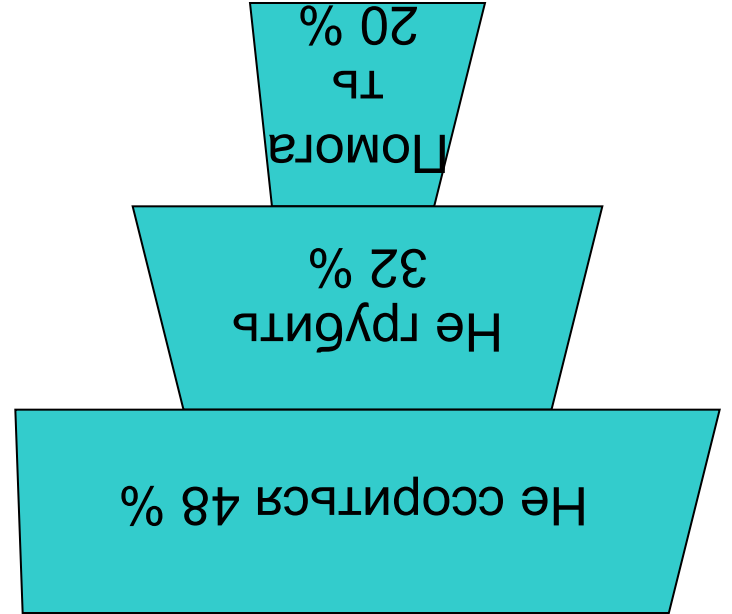 Не ссориться 48 %
Не грубить
32 %
Помога
ть
20 %